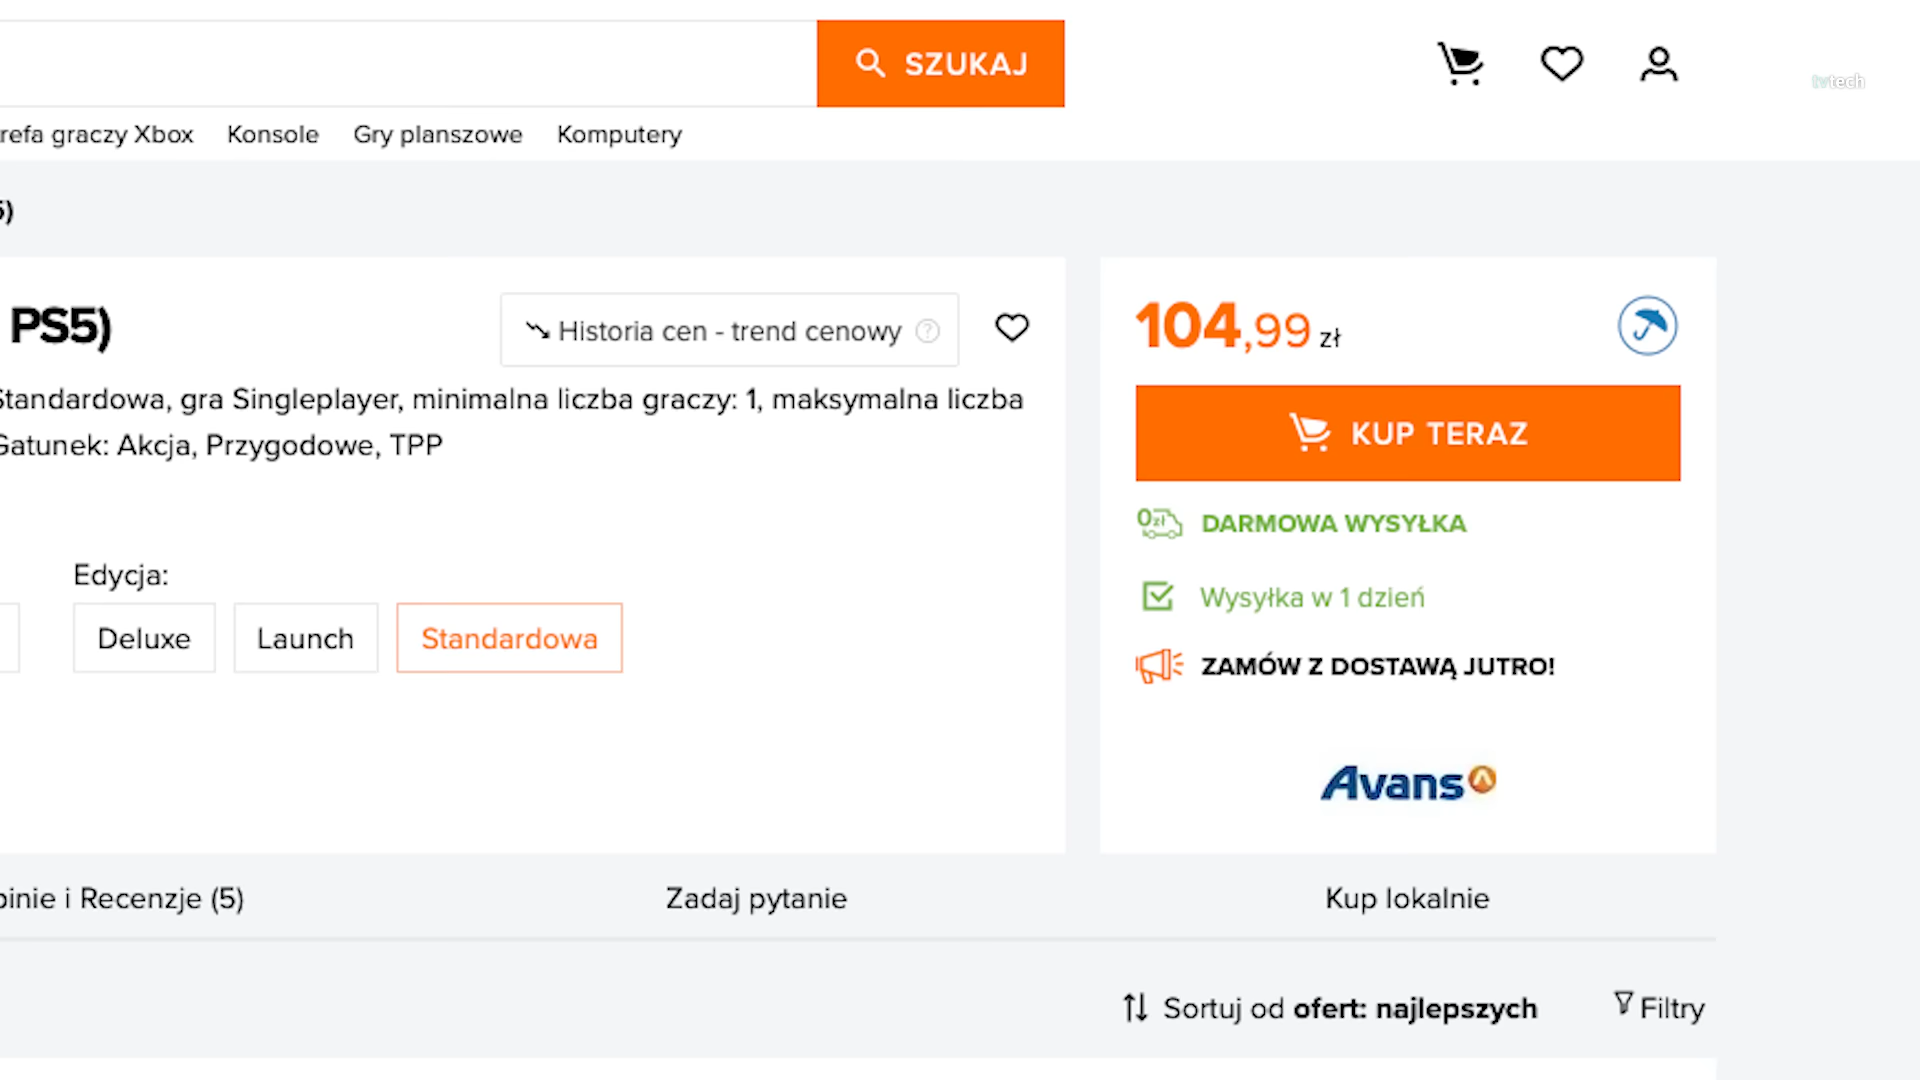 SZUKAJ
tvtech
refa graczy Xbox Konsole Gry planszowe Komputery
5)
PS5)
Historia cen - trend cenowy ?
104,99 zł
Standardowa, gra Singleplayer, minimalna liczba graczy: 1, maksymalna liczba
Gatunek: Akcja, Przygodowe, TPP
KUP TERAZ
0zł DARMOWA WYSYŁKA
Wysyłka w 1 dzień
ZAMÓW Z DOSTAWĄ JUTRO!
Edycja:
Deluxe Launch Standardowa
Avans
pinie i Recenzje (5) Zadaj pytanie Kup lokalnie
Sortuj od ofert: najlepszych Filtry